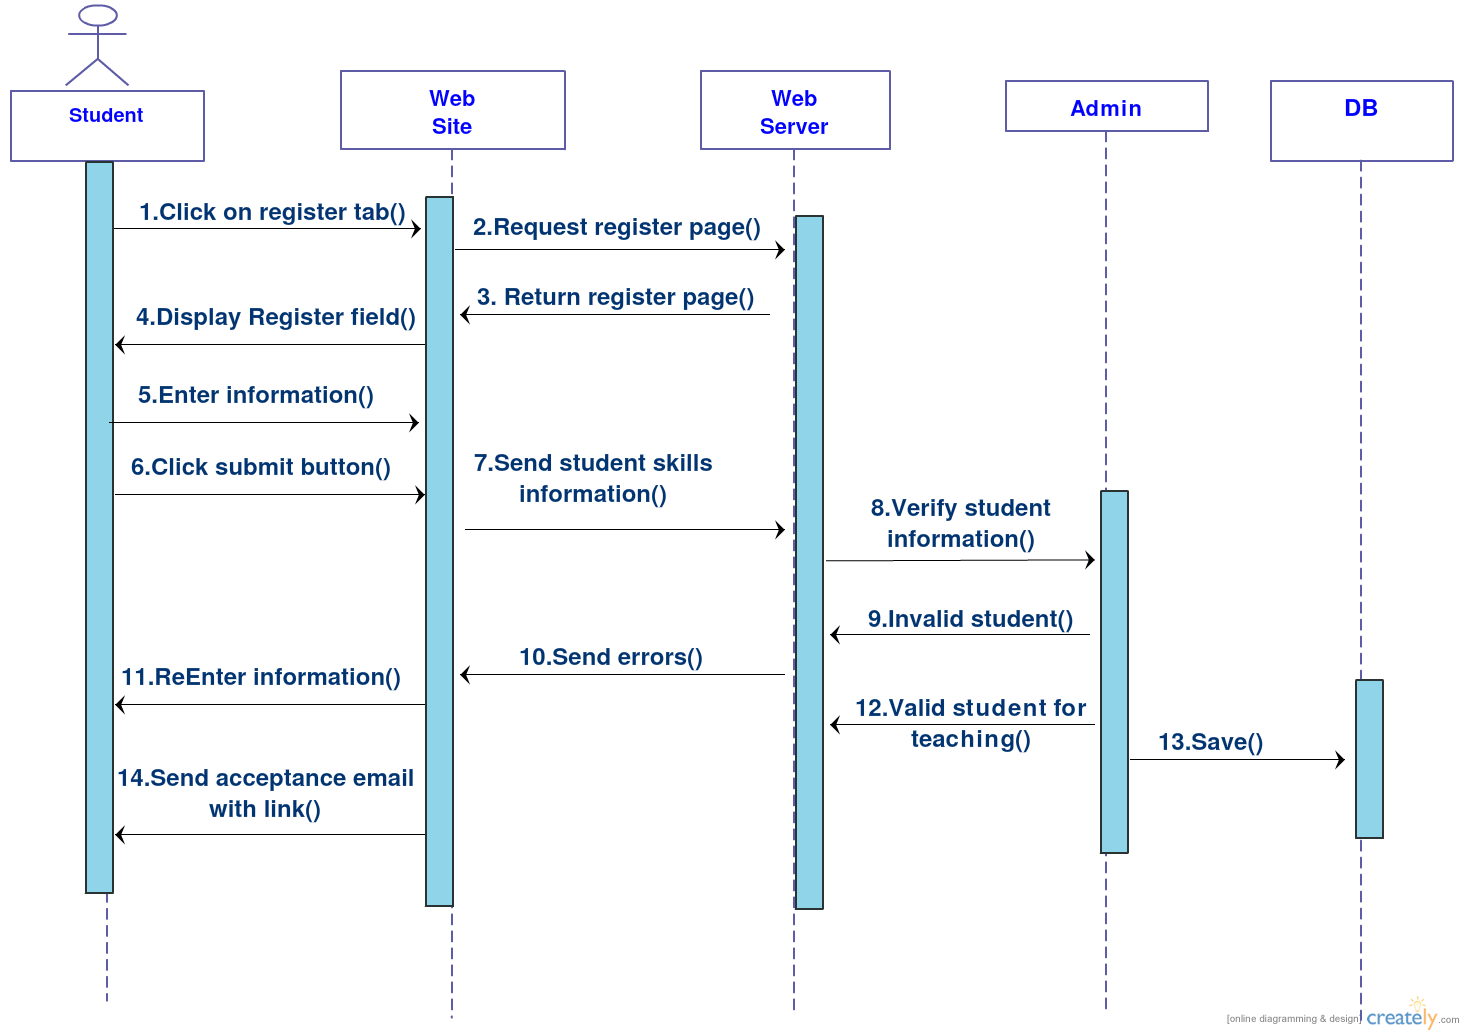 Student
Web
Site
Web
Server
Admin
DB
1.Click on register tab()
2.Request register page()
3. Return register page()
4.Display Register field()
5.Enter information()
6.Click submit button()
7.Send student skills
information()
8.Verify student
information()
9.Invalid student()
10.Send errors()
11.ReEnter information()
12.Valid student for
teaching()
13.Save()
14.Send acceptance email
with link()
[online diagramming & design] creately.com